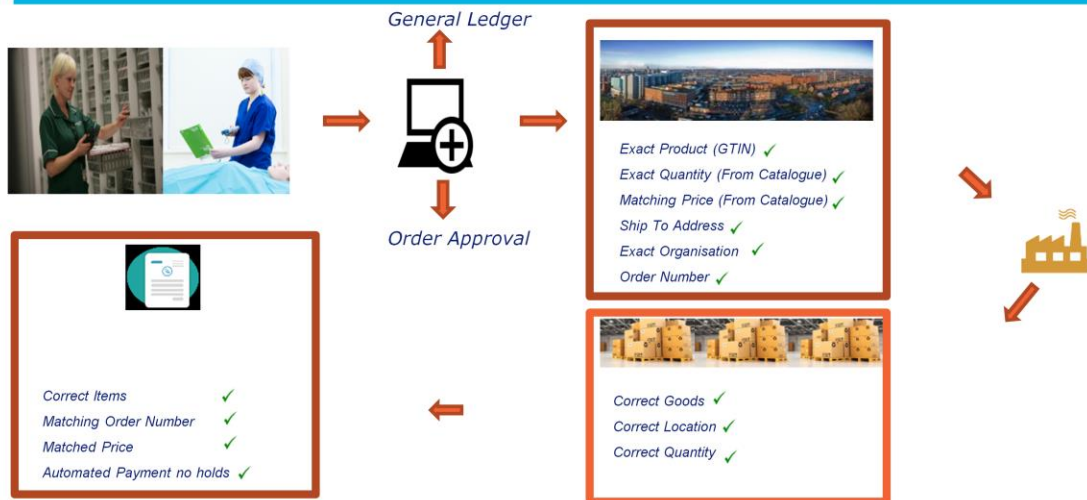 General Ledger
Order Approval
Exact Product (GTIN)
Exact Quantity (From Catalogue)
Matching Price (From Catalogue)
Ship To Address
Exact Organisation
Order Number
Correct Goods
Correct Location
Correct Quantity
Correct Items
Matching Order Number
Matched Price
Automated Payment no holds